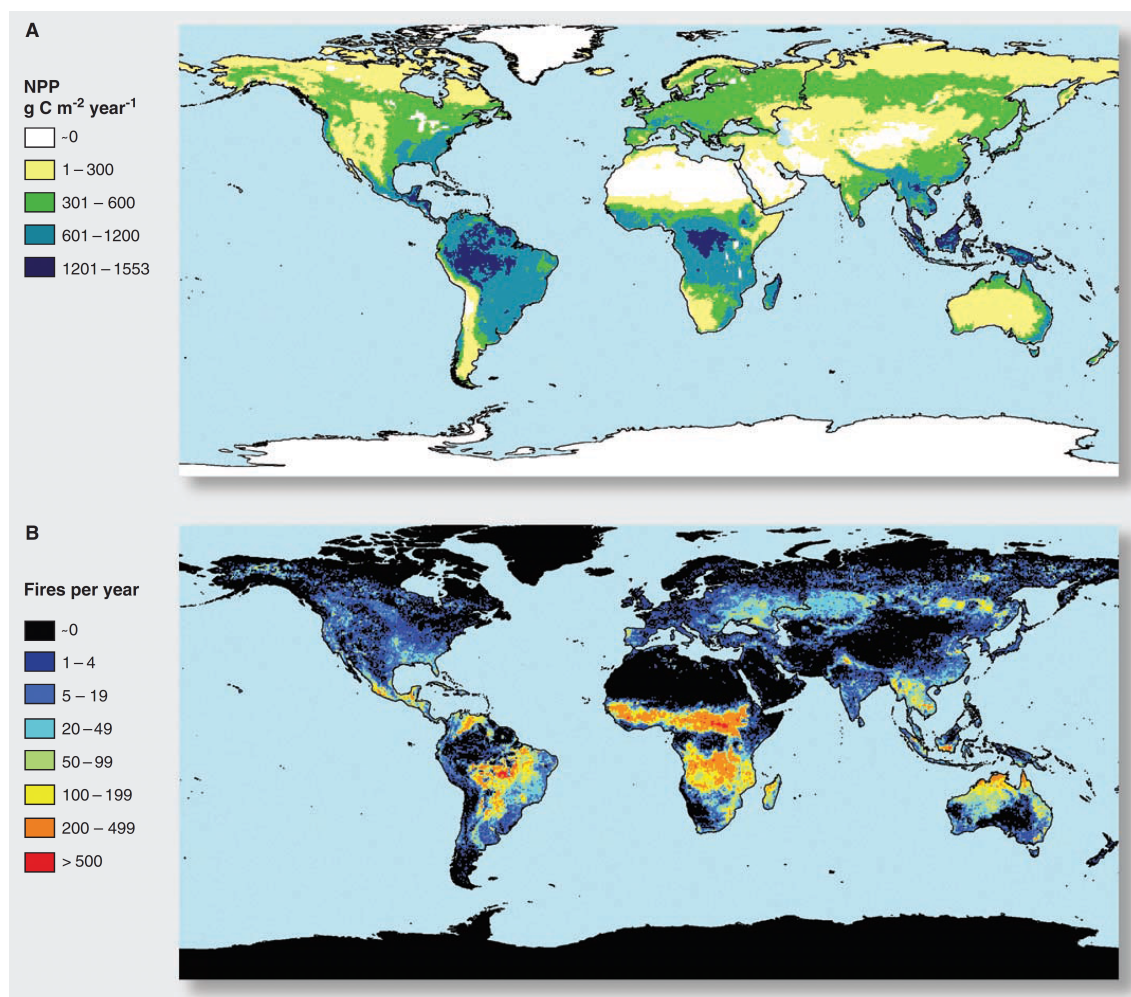 A
NPP
g C m⁻² year⁻¹
~0
1 – 300
301 – 600
601 – 1200
1201 – 1553
B
Fires per year
~0
1 – 4
5 – 19
20 – 49
50 – 99
100 – 199
200 – 499
> 500